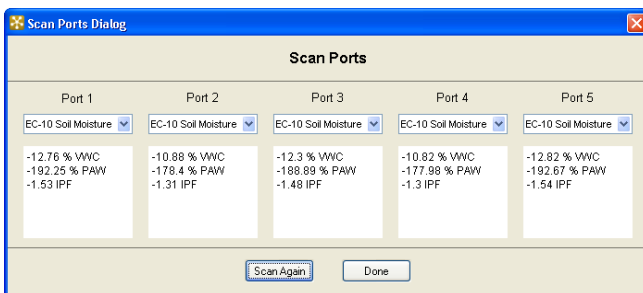 Scan Ports Dialog
Scan Ports
Port 1
Port 2
Port 3
Port 4
Port 5
EC-10 Soil Moisture
EC-10 Soil Moisture
EC-10 Soil Moisture
EC-10 Soil Moisture
EC-10 Soil Moisture
-12.76 % VWC
-192.25 % PAW
-1.53 IPF
-10.88 % VWC
-178.4 % PAW
-1.31 IPF
-12.3 % VWC
-188.89 % PAW
-1.48 IPF
-10.82 % VWC
-177.98 % PAW
-1.3 IPF
-12.82 % VWC
-192.67 % PAW
-1.54 IPF
Scan Again
Done